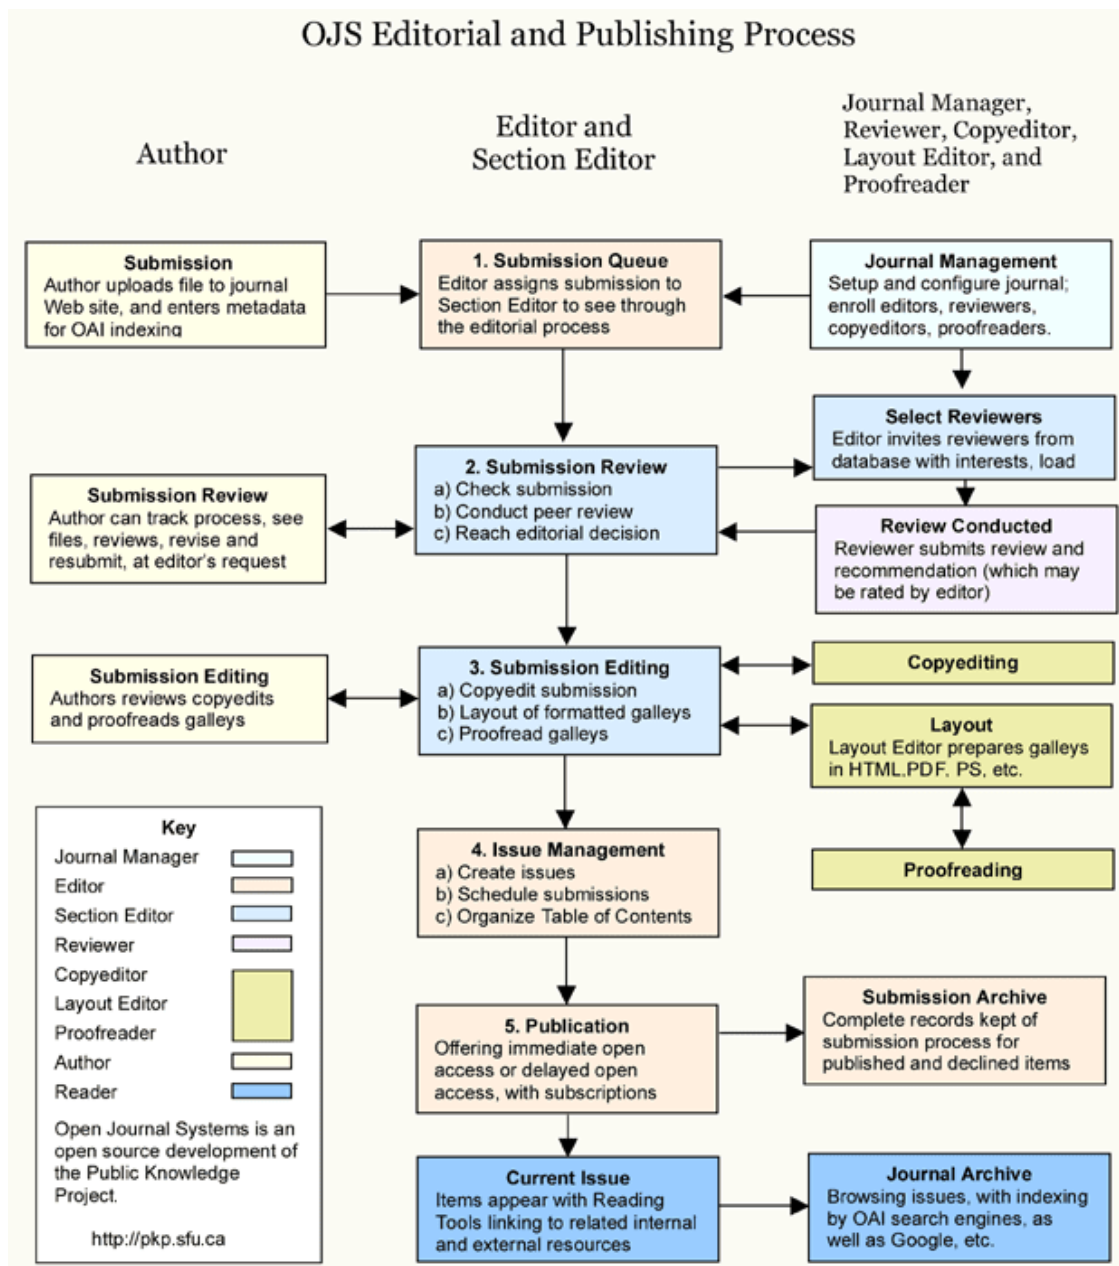 OJS Editorial and Publishing Process
Author
Editor and
Section Editor
Journal Manager,
Reviewer, Copyeditor,
Layout Editor, and
Proofreader
Submission
Author uploads file to journal
Web site, and enters metadata
for OAI indexing
1. Submission Queue
Editor assigns submission to
Section Editor to see through
the editorial process
Journal Management
Setup and configure journal;
enroll editors, reviewers,
copyeditors, proofreaders.
Select Reviewers
Editor invites reviewers from
database with interests, load
Submission Review
Author can track process, see
files, reviews, revise and
resubmit, at editor's request
2. Submission Review
a) Check submission
b) Conduct peer review
c) Reach editorial decision
Review Conducted
Reviewer submits review and
recommendation (which may
be rated by editor)
Submission Editing
Authors reviews copyedits
and proofreads galleys
3. Submission Editing
a) Copyedit submission
b) Layout of formatted galleys
c) Proofread galleys
Copyediting
Layout
Layout Editor prepares galleys
in HTML,PDF, PS, etc.
Proofreading
Key
Journal Manager
Editor
Section Editor
Reviewer
Copyeditor
Layout Editor
Proofreader
Author
Reader
Open Journal Systems is an
open source development of
the Public Knowledge
Project.
http://pkp.sfu.ca
4. Issue Management
a) Create issues
b) Schedule submissions
c) Organize Table of Contents
5. Publication
Offering immediate open
access or delayed open
access, with subscriptions
Submission Archive
Complete records kept of
submission process for
published and declined items
Current Issue
Items appear with Reading
Tools linking to related internal
and external resources
Journal Archive
Browsing issues, with indexing
by OAI search engines, as
well as Google, etc.